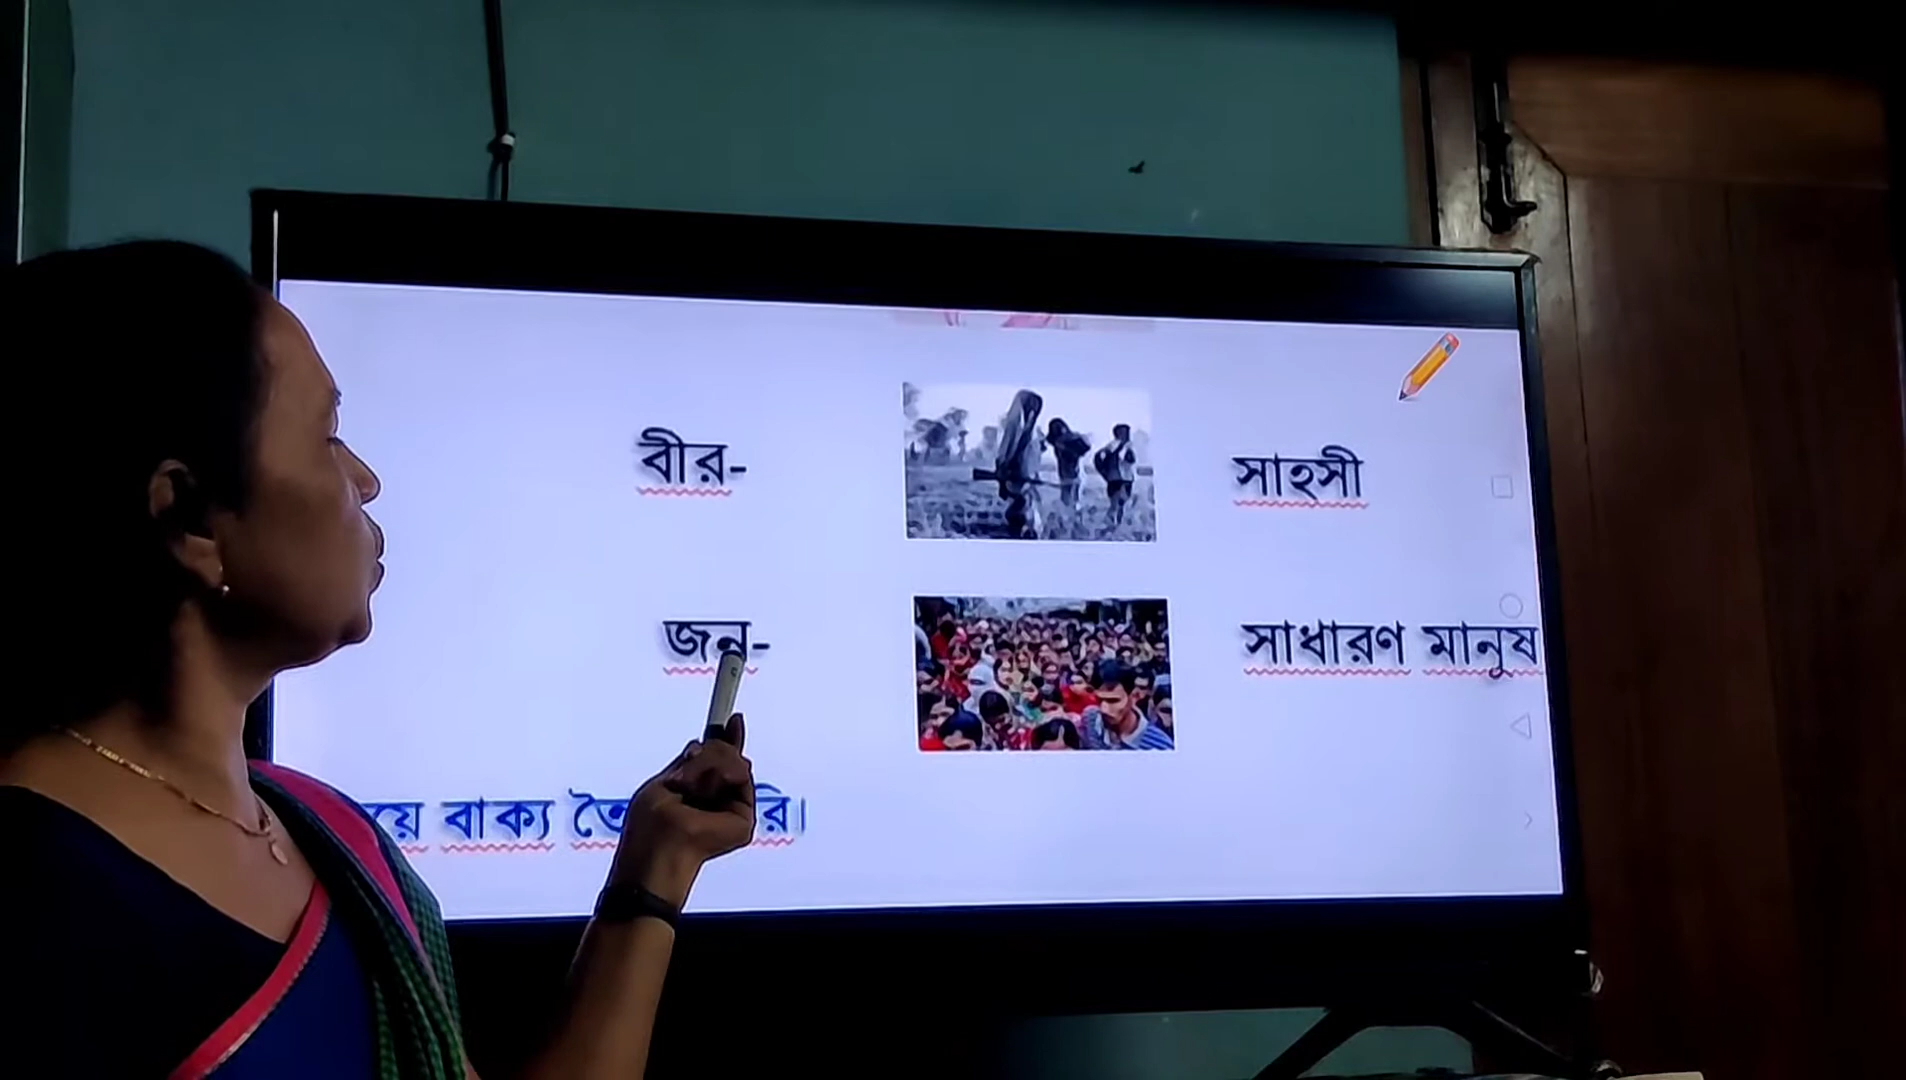 বীর- সাহসী
জন- সাধারণ মানুষ
বাক্য